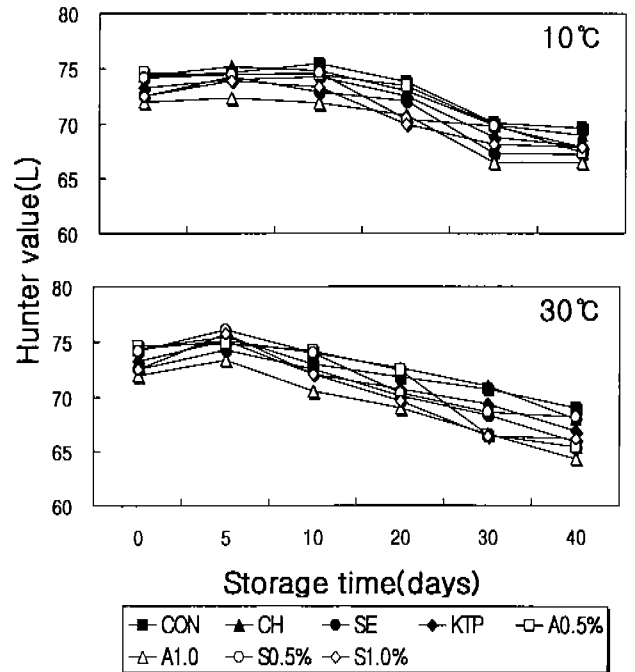 80
10℃
75
70
65
60
Hunter value(L)
80
30℃
75
70
65
60
0 5 10 20 30 40
Storage time(days)
CON CH SE KTP A0.5%
A1.0 S0.5% S1.0%